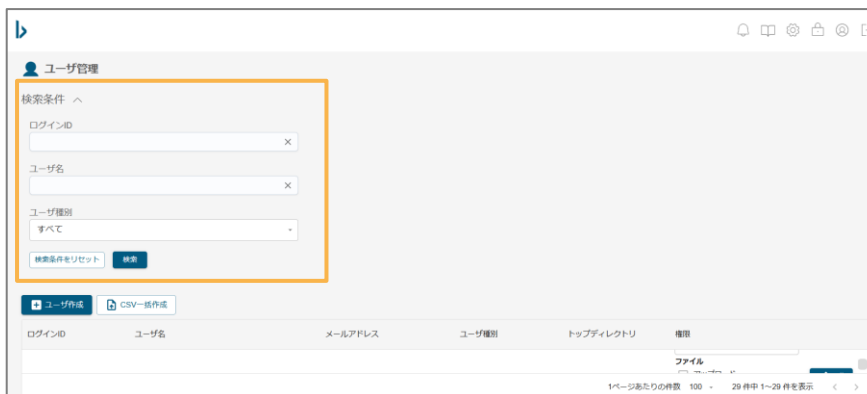 ユーザ管理
検索条件
ログインID
ユーザ名
ユーザ種別
すべて
検索条件をリセット 検索
ユーザ作成 CSV一括作成
ログインID ユーザ名 メールアドレス ユーザ種別 トップディレクトリ 権限
ファイル
1ページあたりの件数 100 29 件中 1~29 件を表示